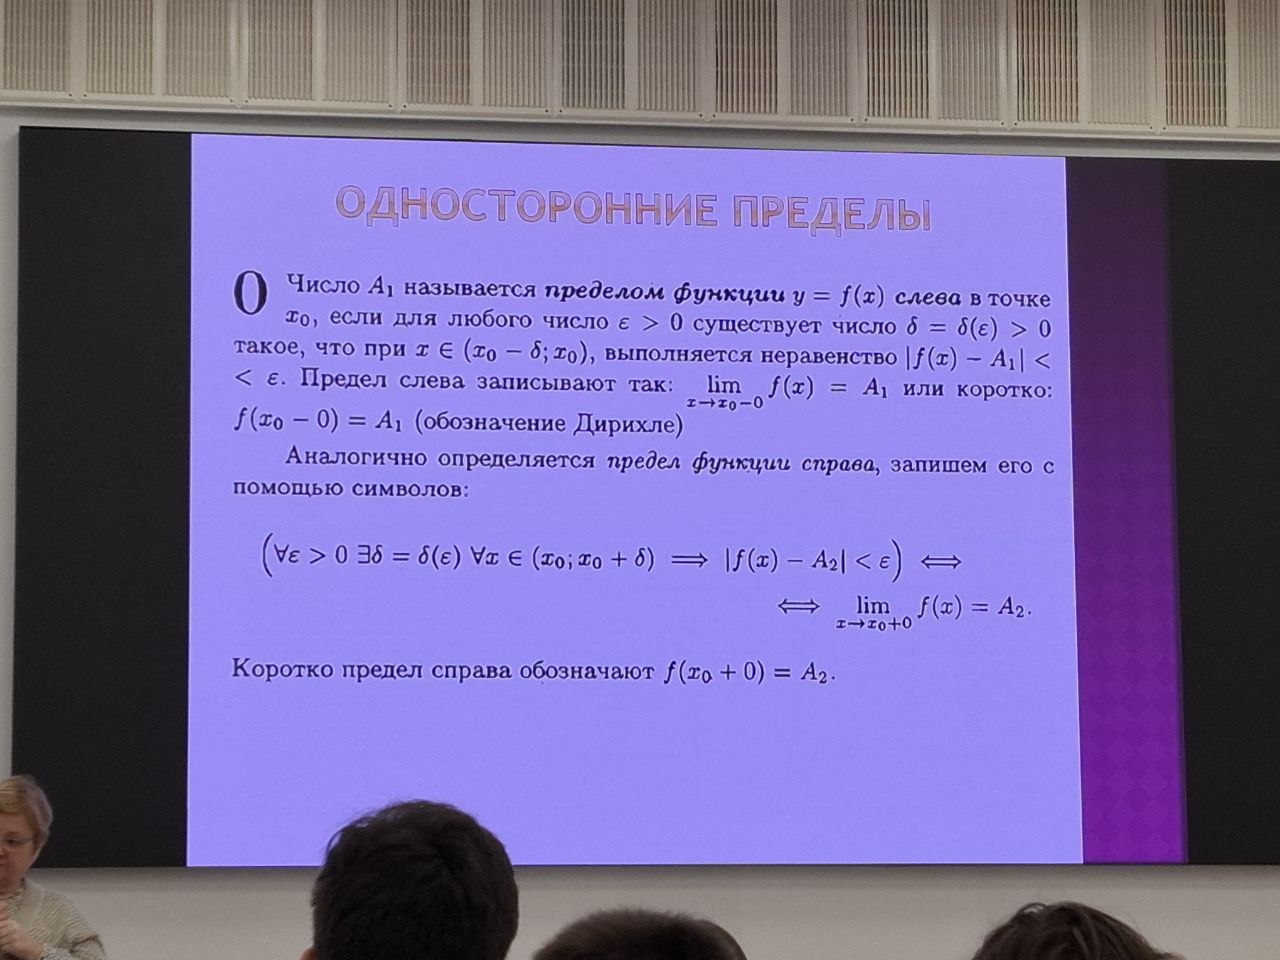 ОДНОСТОРОННИЕ ПРЕДЕЛЫ
О Число A₁ называется пределом функции y = f(x) слева в точке
x₀, если для любого число ε > 0 существует число δ = δ(ε) > 0
такое, что при x ∈ (x₀ − δ; x₀), выполняется неравенство |f(x) − A₁| <
< ε. Предел слева записывают так: lim x→x₀−0 f(x) = A₁ или коротко:
f(x₀ − 0) = A₁ (обозначение Дирихле)
Аналогично определяется предел функции справа, запишем его с
помощью символов:
(∀ε > 0 ∃δ = δ(ε) ∀x ∈ (x₀; x₀ + δ) ⟹ |f(x) − A₂| < ε) ⟺
⟺ lim x→x₀+0 f(x) = A₂.
Коротко предел справа обозначают f(x₀ + 0) = A₂.